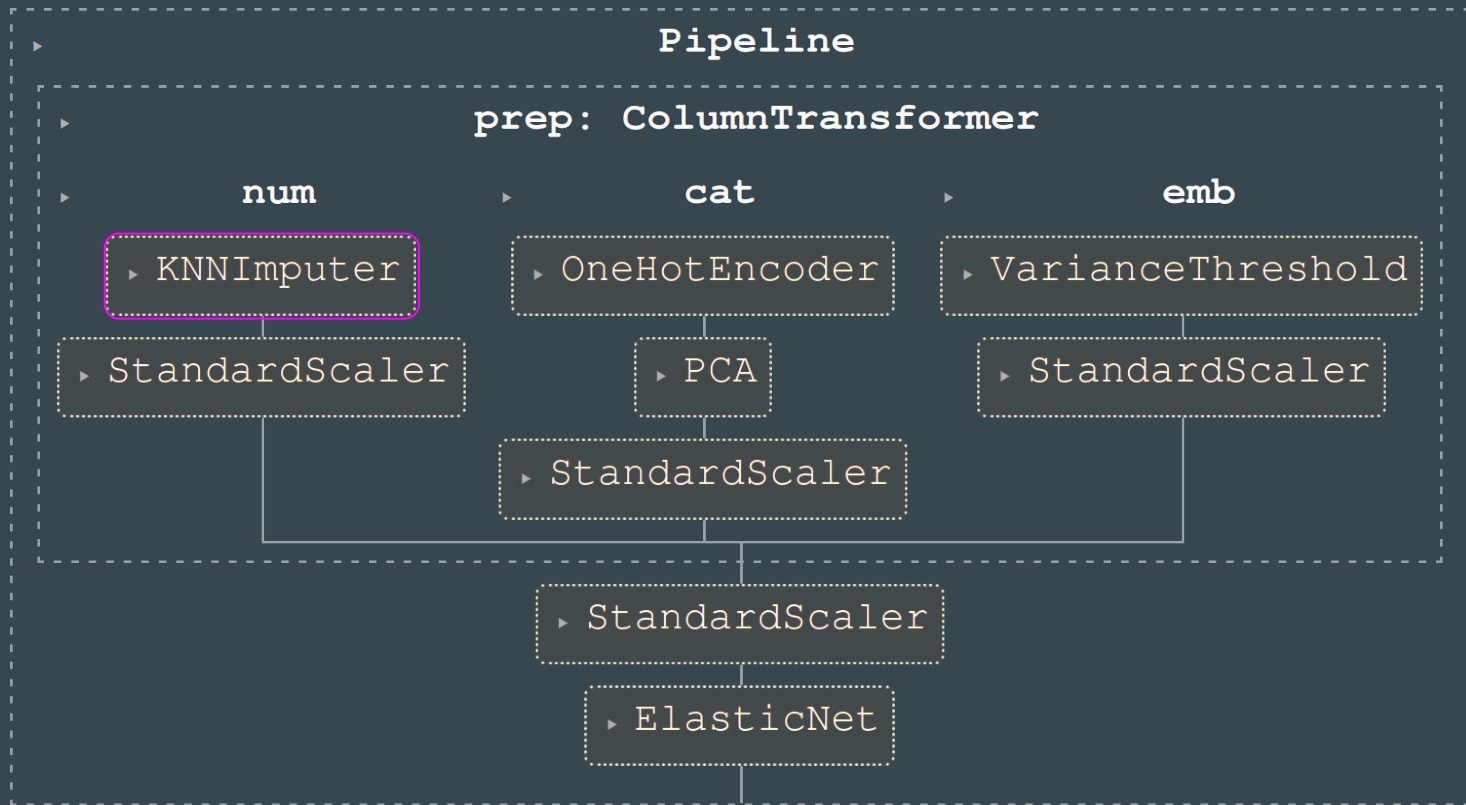 Pipeline
prep: ColumnTransformer
num cat emb
KNNImputer OneHotEncoder VarianceThreshold
StandardScaler PCA StandardScaler
StandardScaler
StandardScaler
ElasticNet